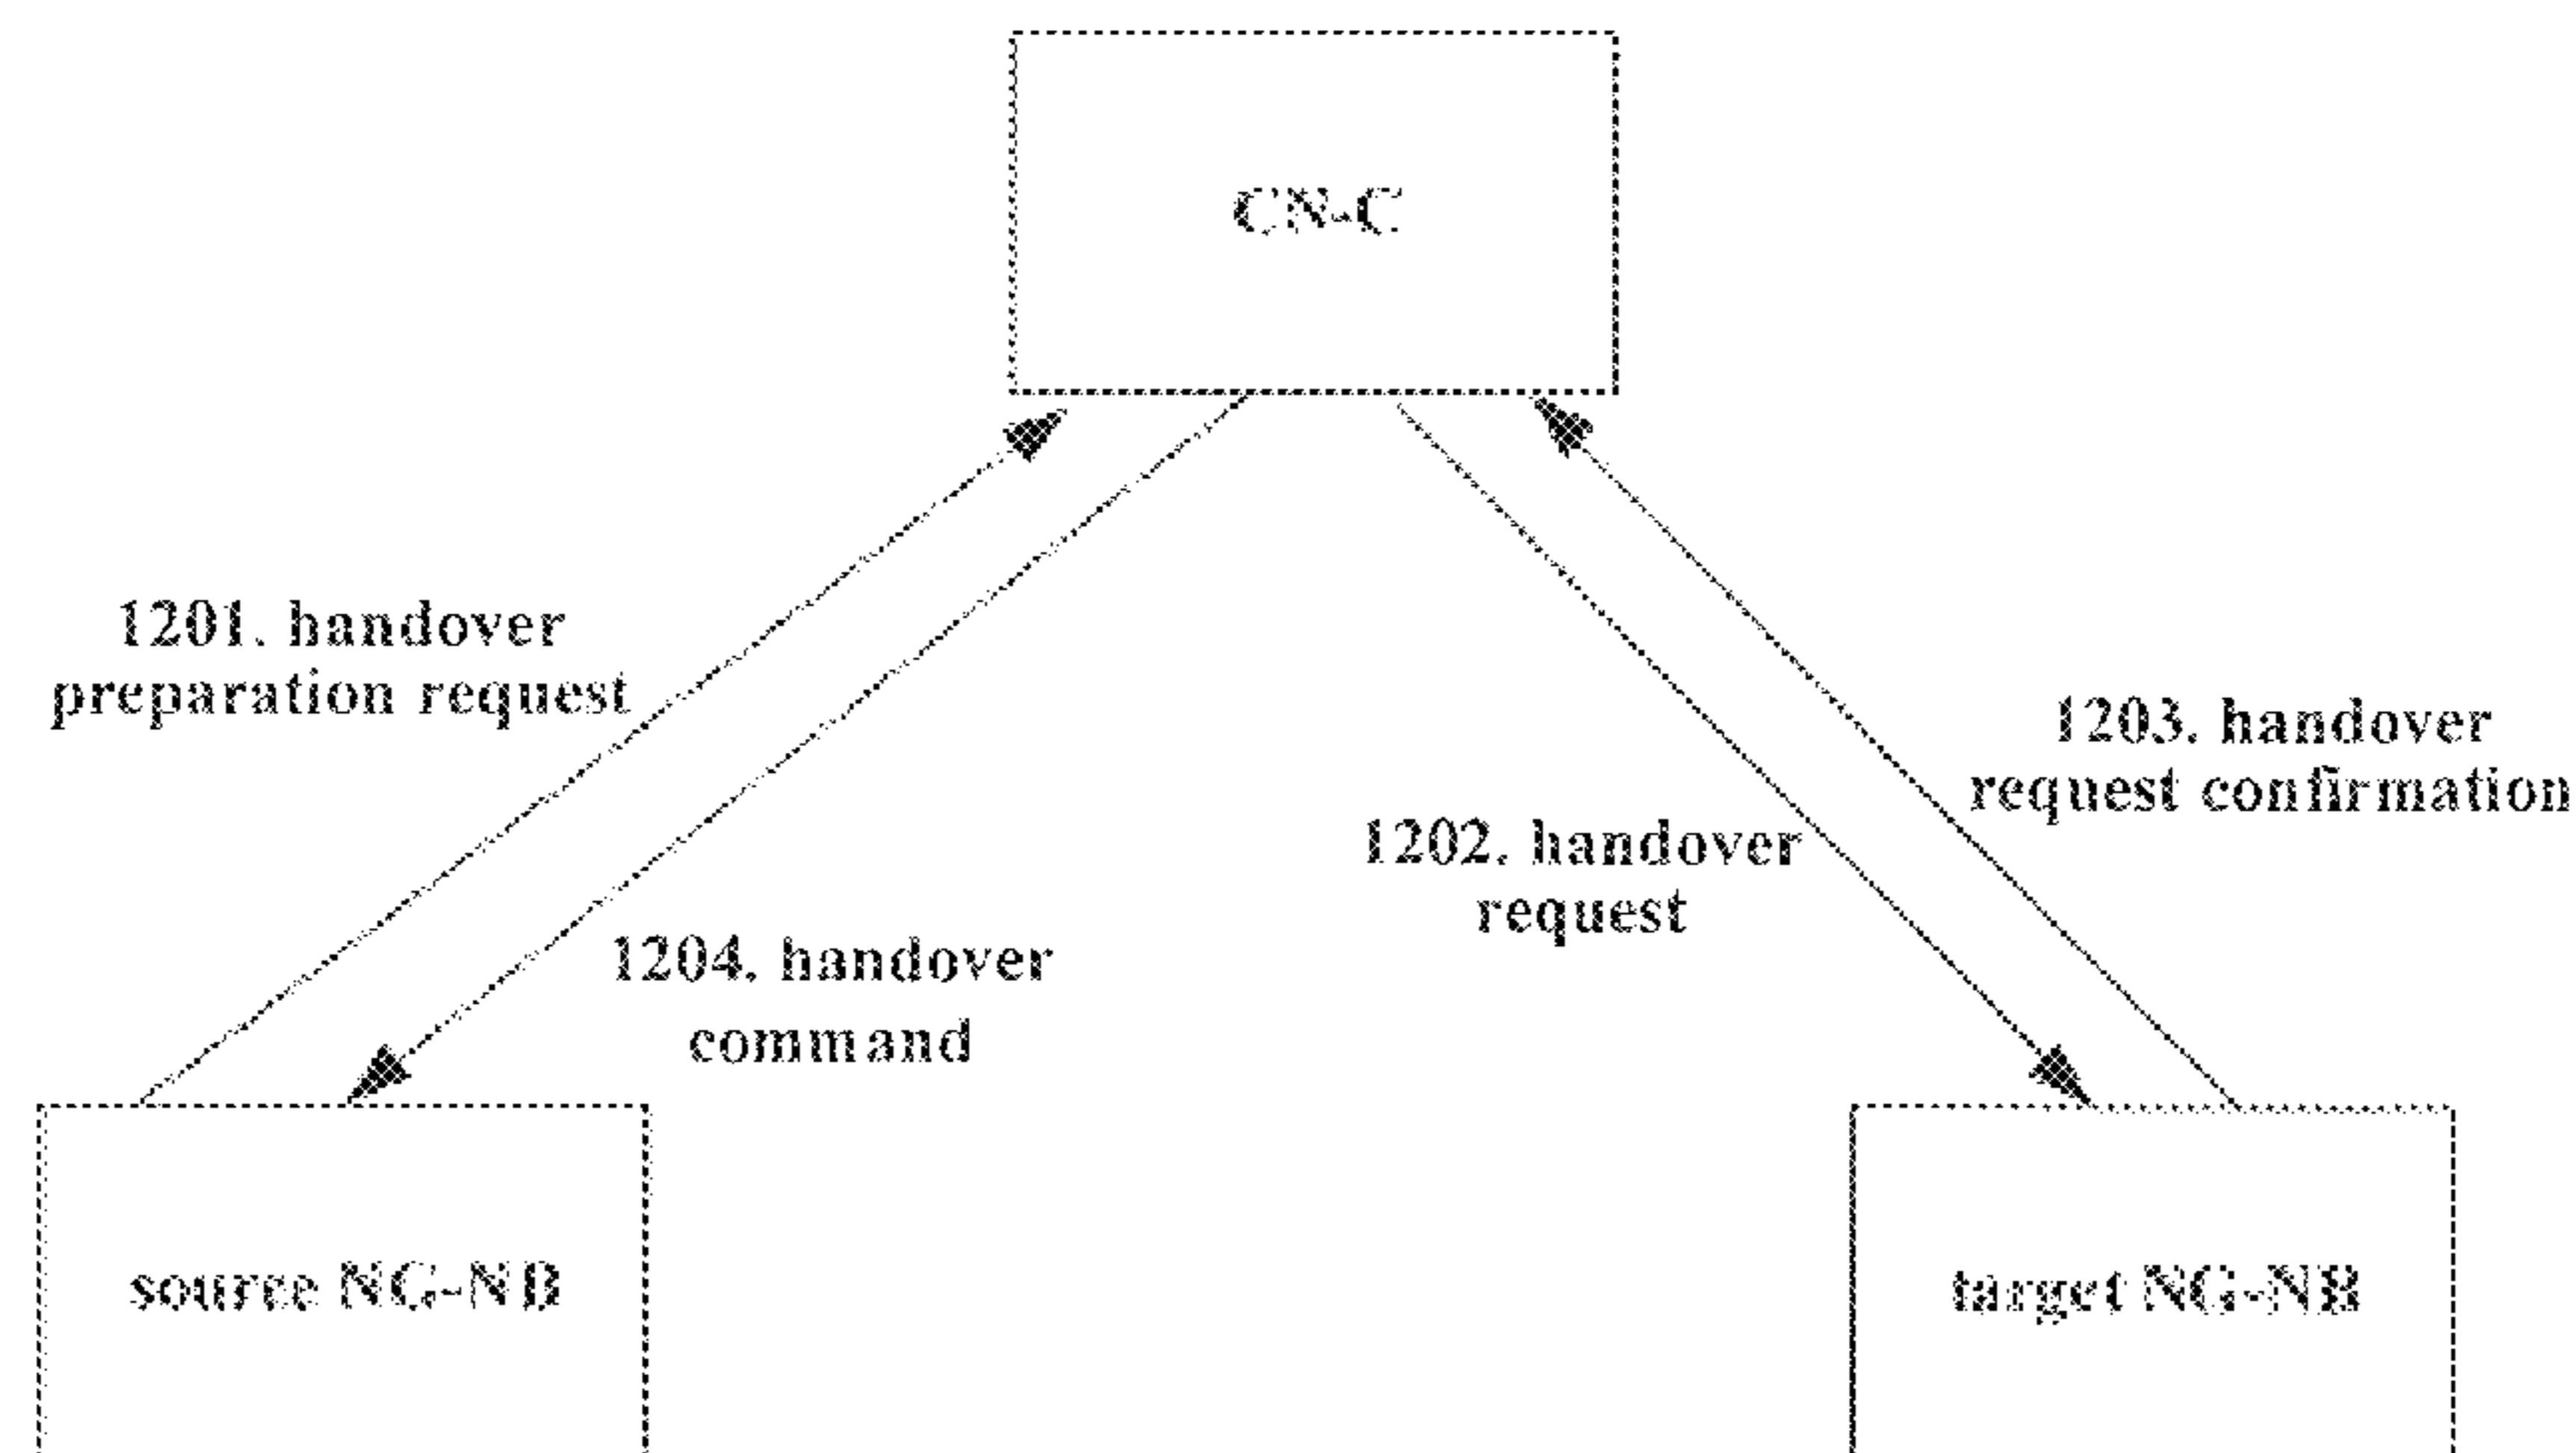 CN-C
1201. handover
preparation request
1203. handover
request confirmation
1202. handover
request
1204. handover
command
source NG-NB
target NG-NB